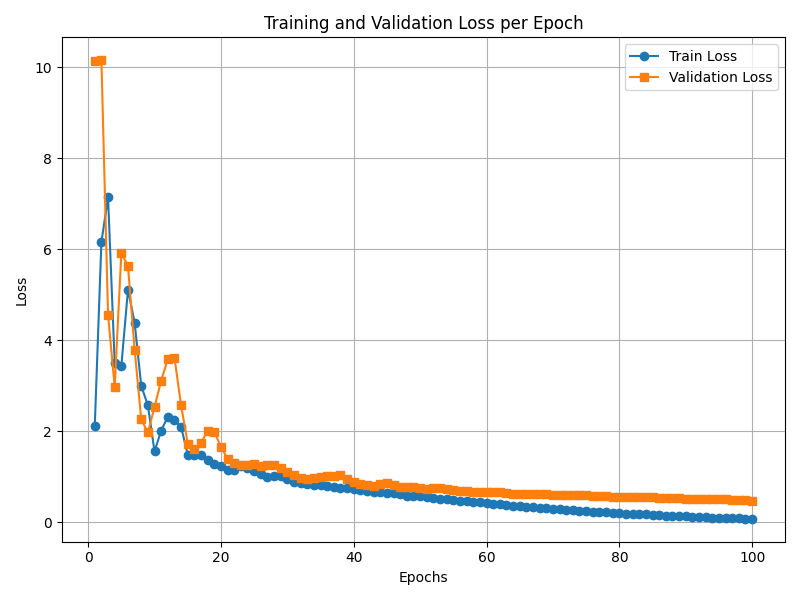 Training and Validation Loss per Epoch
Train Loss
Validation Loss
Loss
10
8
6
4
2
0
0 20 40 60 80 100
Epochs